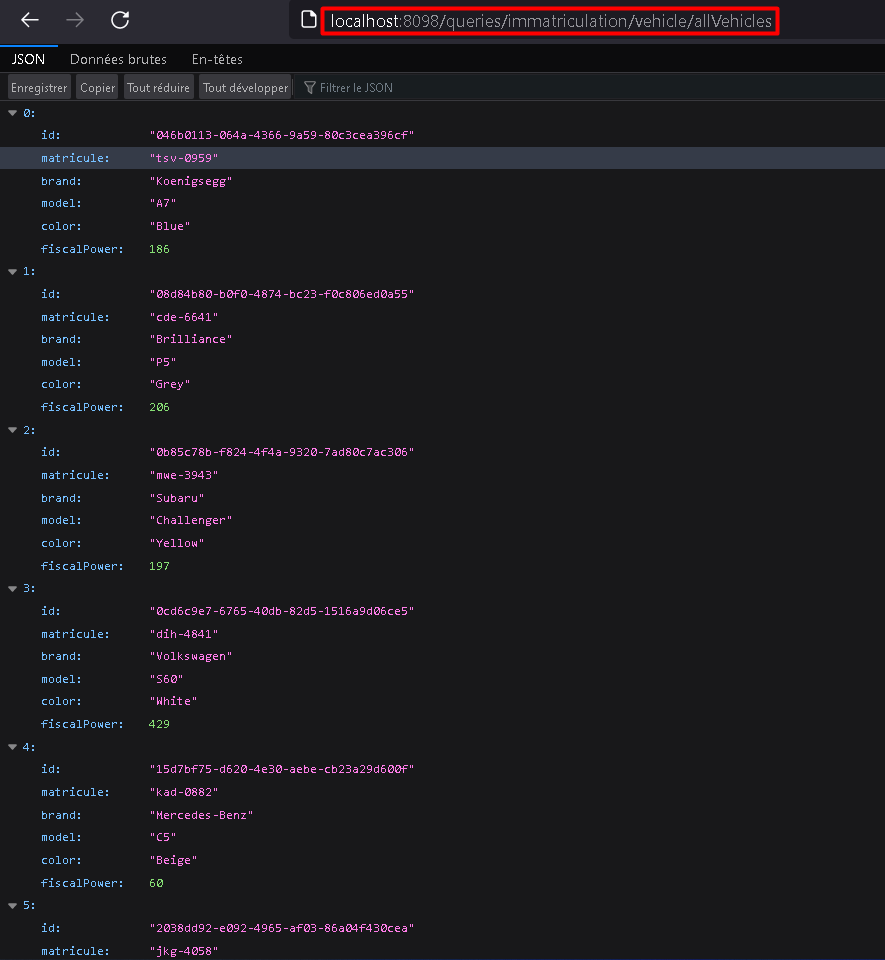 localhost:8098/queries/immatriculation/vehicle/allVehicles
JSON Données brutes En-têtes
Enregistrer Copier Tout réduire Tout développer Filtrer le JSON
0:
id: "046b0113-064a-4366-9a59-80c3cea396cf"
matricule: "tsv-0959"
brand: "Koenigsegg"
model: "A7"
color: "Blue"
fiscalPower: 186
1:
id: "08d84b80-b0f0-4874-bc23-f0c806ed0a55"
matricule: "cde-6641"
brand: "Brilliance"
model: "P5"
color: "Grey"
fiscalPower: 206
2:
id: "0b85c78b-f824-4f4a-9320-7ad80c7ac306"
matricule: "mwe-3943"
brand: "Subaru"
model: "Challenger"
color: "Yellow"
fiscalPower: 197
3:
id: "0cd6c9e7-6765-40db-82d5-1516a9d06ce5"
matricule: "dih-4841"
brand: "Volkswagen"
model: "S60"
color: "White"
fiscalPower: 429
4:
id: "15d7bf75-d620-4e30-aebe-cb23a29d600f"
matricule: "kad-0882"
brand: "Mercedes-Benz"
model: "C5"
color: "Beige"
fiscalPower: 60
5:
id: "2038dd92-e092-4965-af03-86a04f430cea"
matricule: "jkg-4058"